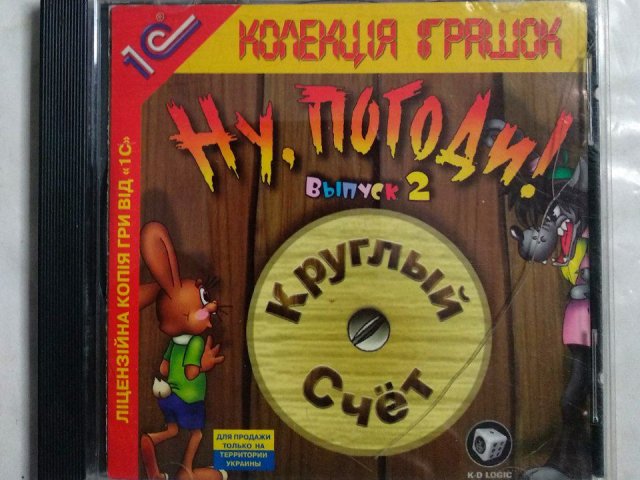 1С®
КОЛЕКЦІЯ ІГРАШОК
Ну, погоди!
Выпуск 2
Круглый
Счёт
ЛІЦЕНЗІЙНА КОПІЯ ГРИ ВІД «1С»
ДЛЯ ПРОДАЖИ
ТОЛЬКО НА
ТЕРРИТОРИИ
УКРАИНЫ
K-D LOGIC